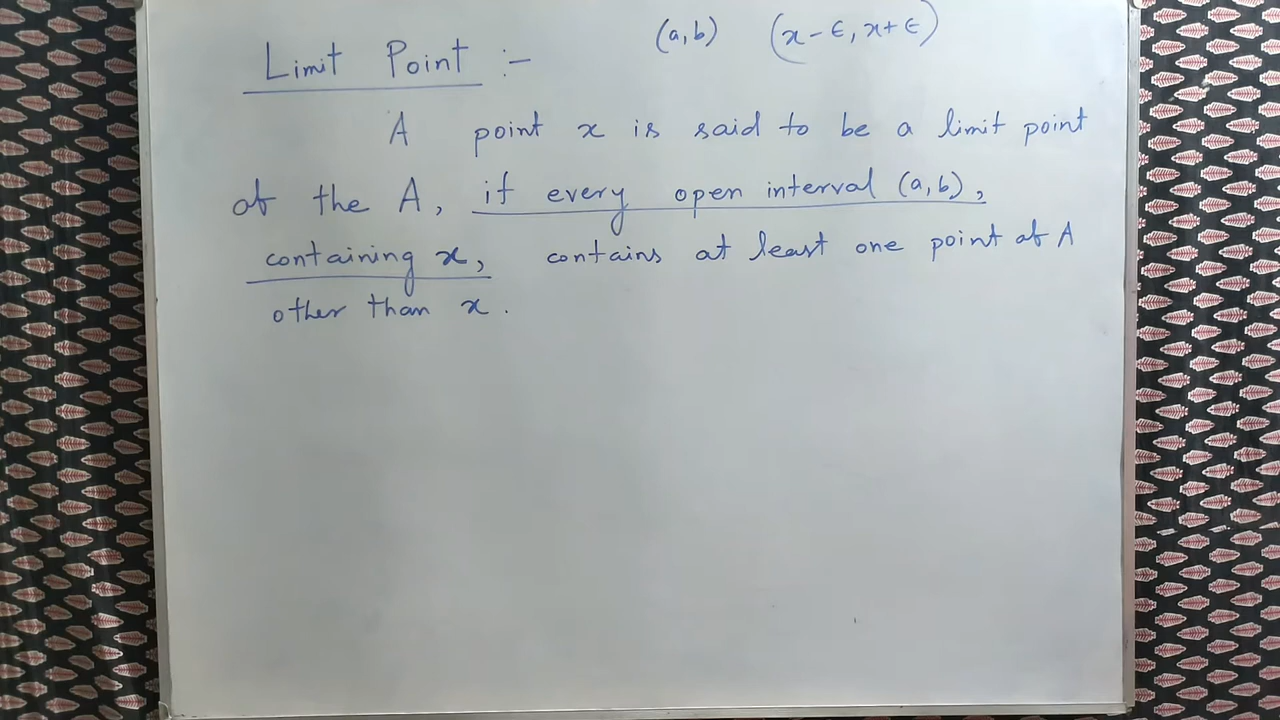 (a,b) (x-ϵ, x+ϵ)
Limit Point :-
A point x is said to be a limit point
of the A, if every open interval (a,b),
containing x, contains at least one point of A
other than x.